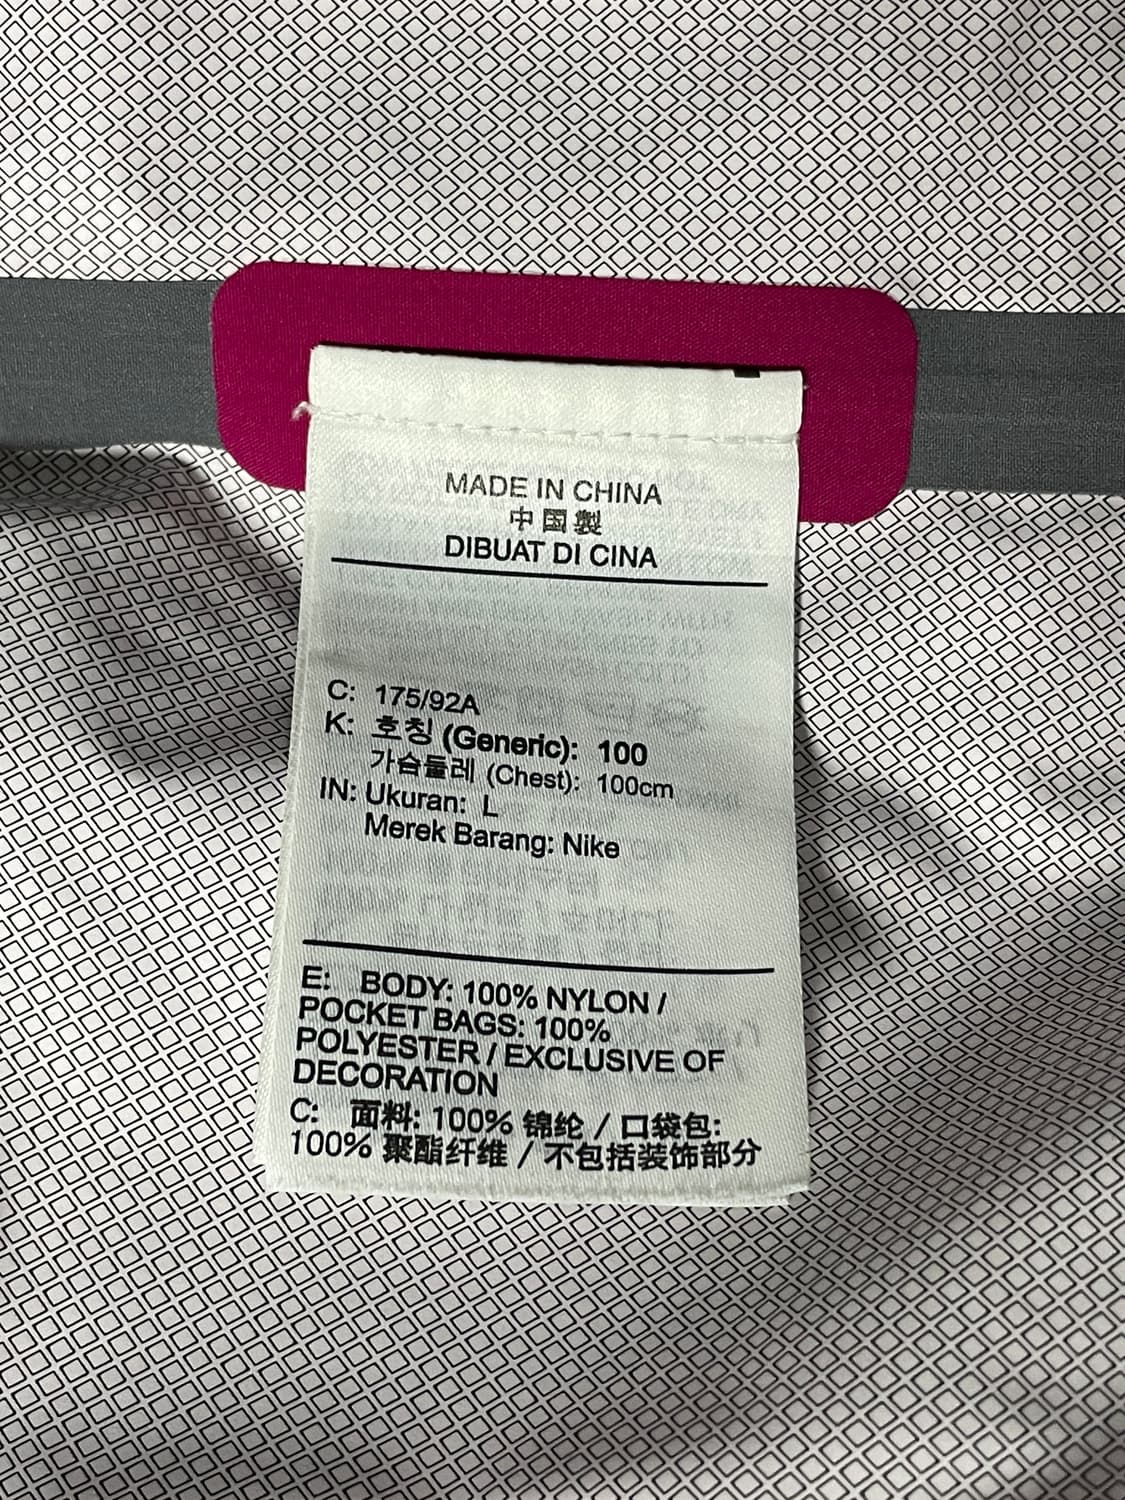 MADE IN CHINA
中国製
DIBUAT DI CINA
C: 175/92A
K: 호칭 (Generic): 100
가슴둘레 (Chest): 100cm
IN: Ukuran: L
Merek Barang: Nike
E: BODY: 100% NYLON /
POCKET BAGS: 100%
POLYESTER / EXCLUSIVE OF
DECORATION
C: 面料: 100% 锦纶 / 口袋包:
100% 聚酯纤维 / 不包括装饰部分